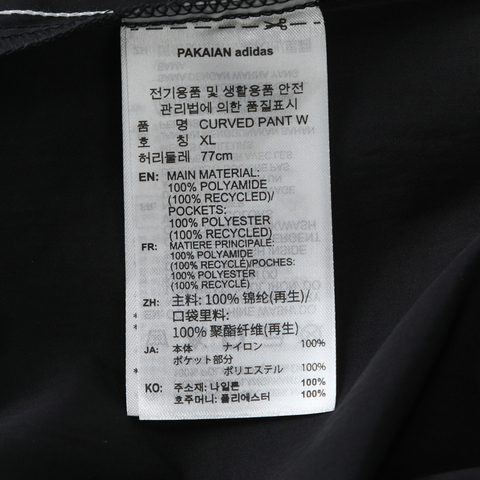 PAKAIAN adidas
전기용품 및 생활용품 안전
관리법에 의한 품질표시
품 명 CURVED PANT W
호 칭 XL
허리둘레 77cm
EN: MAIN MATERIAL:
100% POLYAMIDE
(100% RECYCLED)/
POCKETS:
100% POLYESTER
(100% RECYCLED)
FR: MATIERE PRINCIPALE:
100% POLYAMIDE
(100% RECYCLÉ)/POCHES:
100% POLYESTER
(100% RECYCLÉ)
ZH: 主料: 100% 锦纶(再生)/
口袋里料:
100% 聚酯纤维(再生)
JA: 本体 ナイロン 100%
ポケット部分
ポリエステル 100%
KO: 주소재: 나일론 100%
호주머니: 폴리에스터 100%